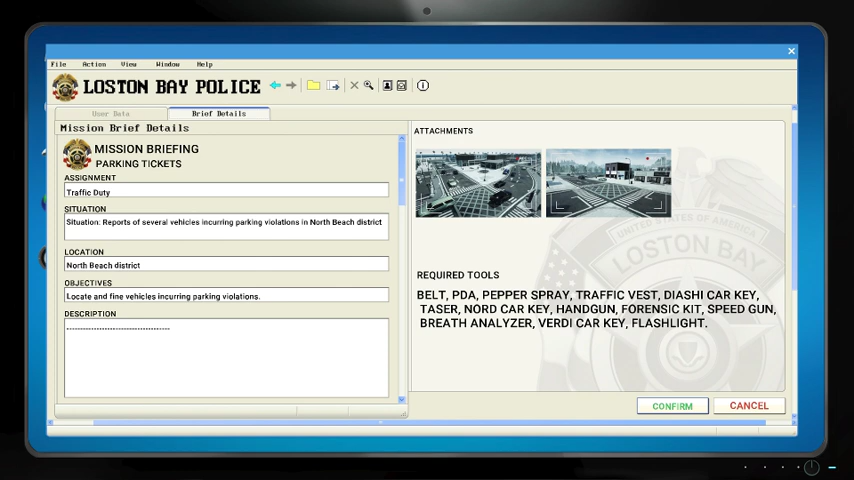 File Action View Window Help
LOSTON BAY POLICE
User Data Brief Details
Mission Brief Details
MISSION BRIEFING
PARKING TICKETS
ASSIGNMENT
Traffic Duty
SITUATION
Situation: Reports of several vehicles incurring parking violations in North Beach district
LOCATION
North Beach district
OBJECTIVES
Locate and fine vehicles incurring parking violations.
DESCRIPTION
------------------------------------
ATTACHMENTS
REQUIRED TOOLS
BELT, PDA, PEPPER SPRAY, TRAFFIC VEST, DIASHI CAR KEY,
TASER, NORD CAR KEY, HANDGUN, FORENSIC KIT, SPEED GUN,
BREATH ANALYZER, VERDI CAR KEY, FLASHLIGHT.
UNITED STATES OF AMERICA
LOSTON BAY
CONFIRM CANCEL